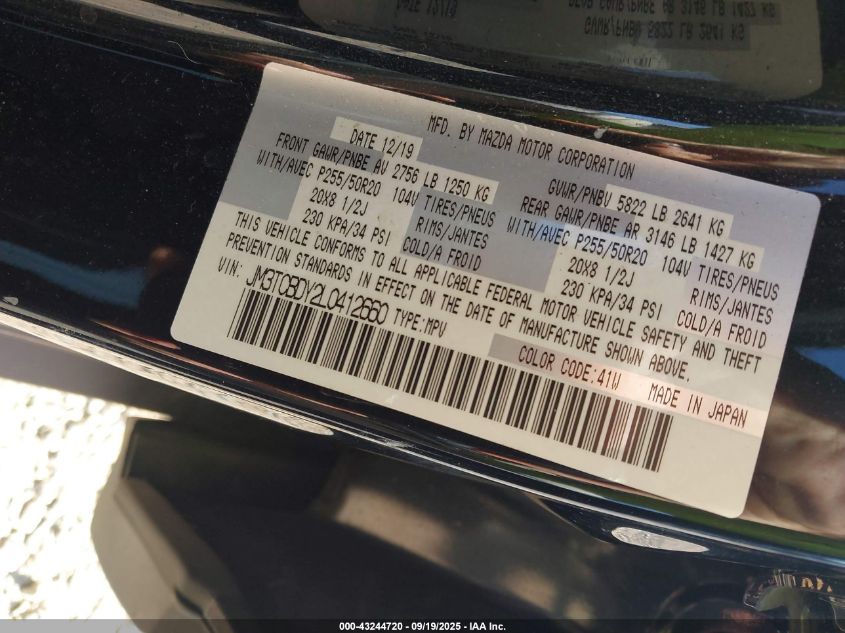 MFD. BY MAZDA MOTOR CORPORATION
DATE 12/19
GVWR/PNBV 5822 LB 2641 KG
FRONT GAWR/PNBE AV 2756 LB 1250 KG
REAR GAWR/PNBE AR 3146 LB 1427 KG
WITH/AVEC P255/50R20 104V TIRES/PNEUS
WITH/AVEC P255/50R20 104V TIRES/PNEUS
20X8 1/2J RIMS/JANTES
20X8 1/2J RIMS/JANTES
230 KPA/34 PSI COLD/A FROID
230 KPA/34 PSI COLD/A FROID
THIS VEHICLE CONFORMS TO ALL APPLICABLE FEDERAL MOTOR VEHICLE SAFETY AND THEFT
PREVENTION STANDARDS IN EFFECT ON THE DATE OF MANUFACTURE SHOWN ABOVE.
VIN: JM3TCBDY2L0412660 TYPE:MPV
COLOR CODE:41W MADE IN JAPAN
000-43244720 - 09/19/2025 - IAA Inc.